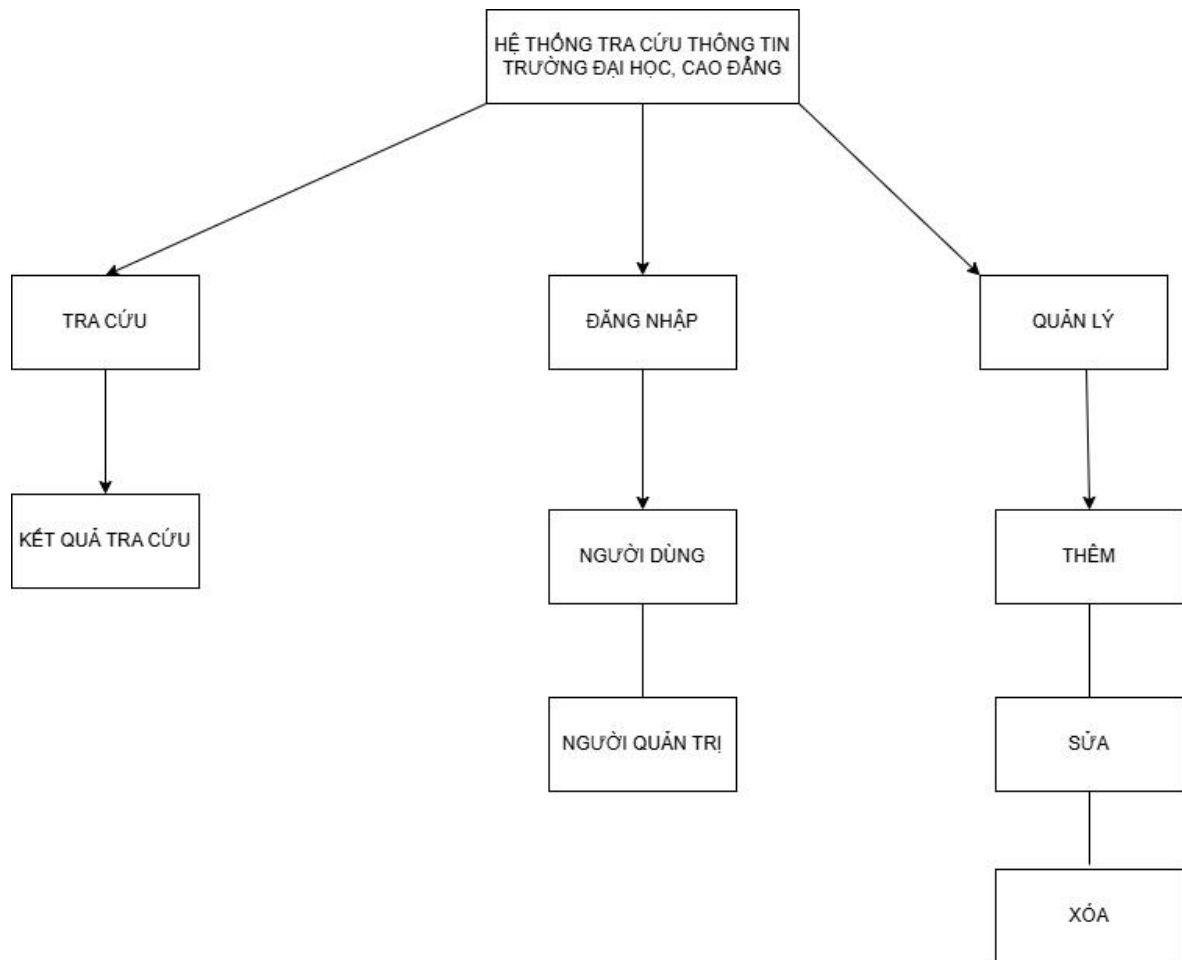 HỆ THỐNG TRA CỨU THÔNG TIN
TRƯỜNG ĐẠI HỌC, CAO ĐẲNG
TRA CỨU
ĐĂNG NHẬP
QUẢN LÝ
KẾT QUẢ TRA CỨU
NGƯỜI DÙNG
THÊM
NGƯỜI QUẢN TRỊ
SỬA
XÓA